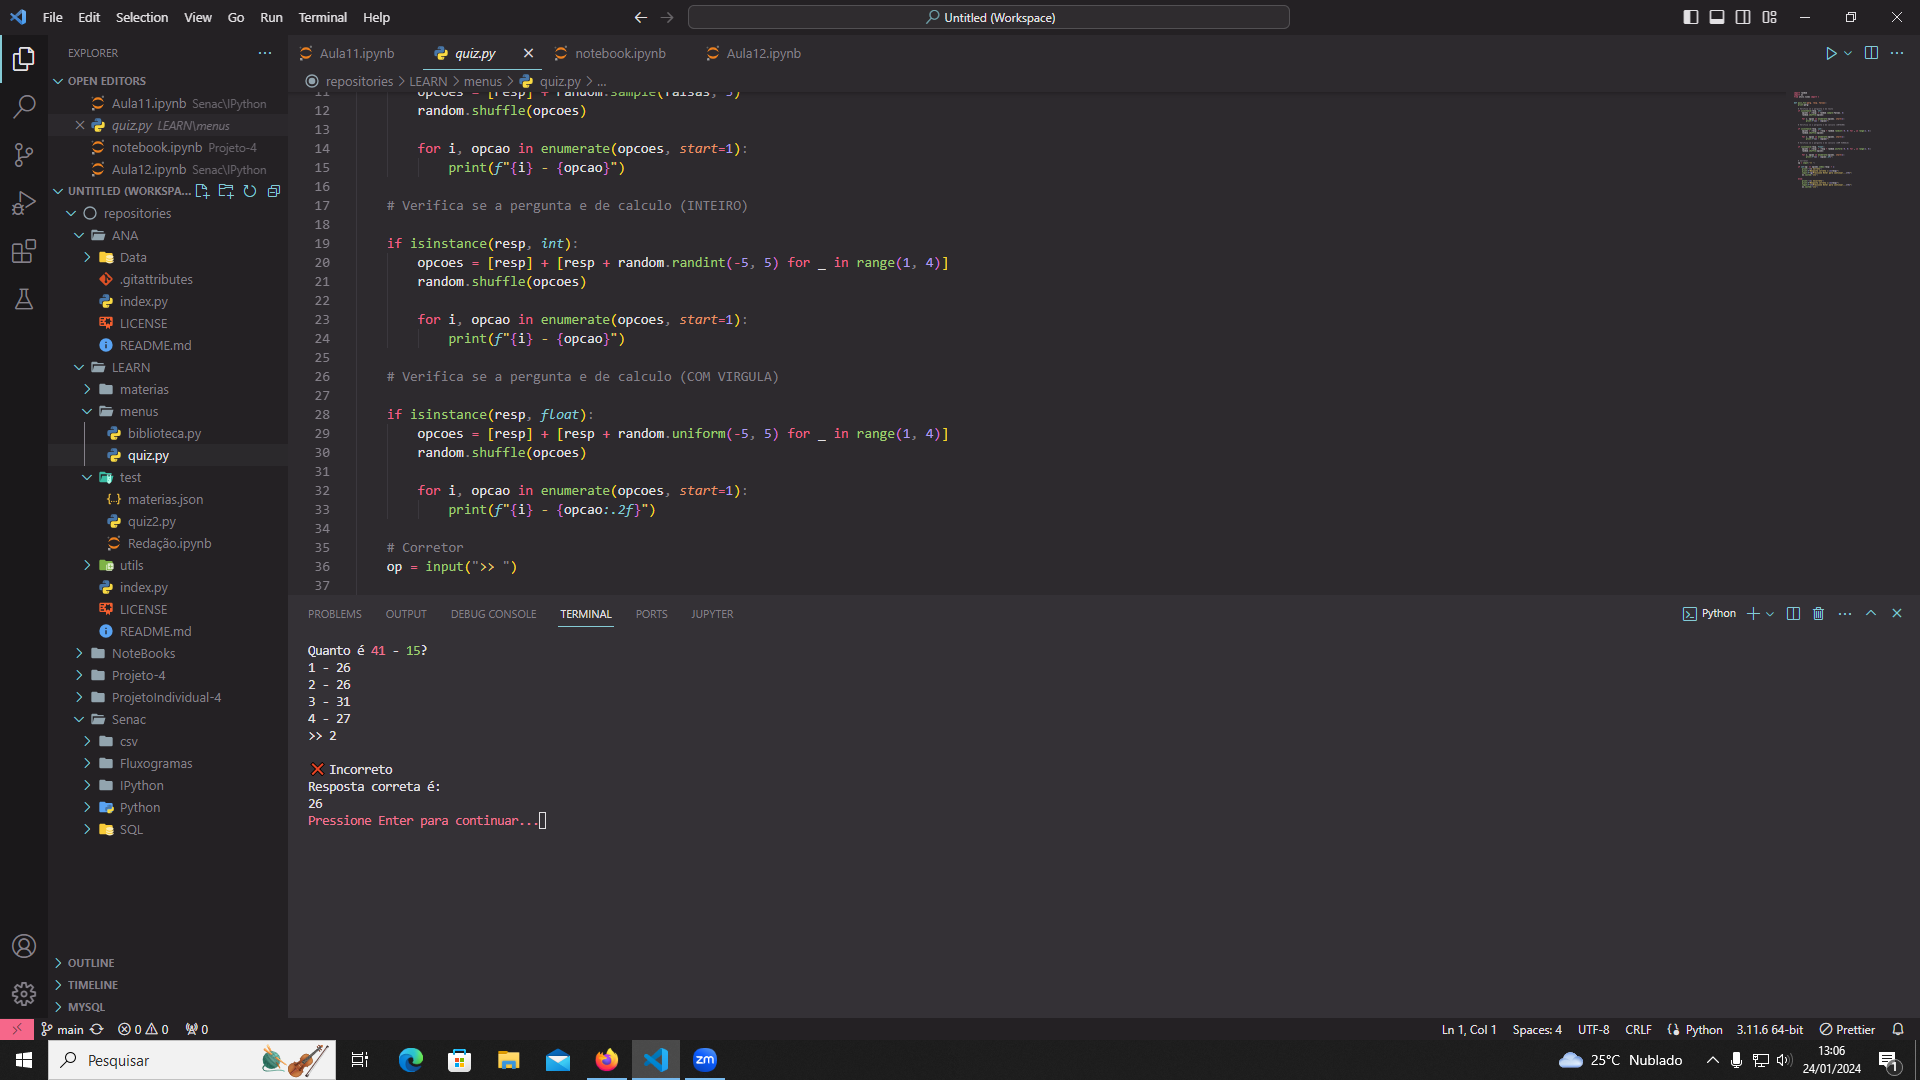 File Edit Selection View Go Run Terminal Help
Untitled (Workspace)
EXPLORER
OPEN EDITORS
Aula11.ipynb Senac\IPython
quiz.py LEARN\menus
notebook.ipynb Projeto-4
Aula12.ipynb Senac\IPython
UNTITLED (WORKSPA...
repositories
ANA
Data
.gitattributes
index.py
LICENSE
README.md
LEARN
materias
menus
biblioteca.py
quiz.py
test
materias.json
quiz2.py
Redação.ipynb
utils
index.py
LICENSE
README.md
NoteBooks
Projeto-4
ProjetoIndividual-4
Senac
csv
Fluxogramas
IPython
Python
SQL
OUTLINE
TIMELINE
MYSQL
Aula11.ipynb quiz.py notebook.ipynb Aula12.ipynb
repositories > LEARN > menus > quiz.py > ...
11 opcoes = [resp] + random.sample(falsas, 3)
12 random.shuffle(opcoes)
13
14 for i, opcao in enumerate(opcoes, start=1):
15 print(f"{i} - {opcao}")
16
17 # Verifica se a pergunta e de calculo (INTEIRO)
18
19 if isinstance(resp, int):
20 opcoes = [resp] + [resp + random.randint(-5, 5) for _ in range(1, 4)]
21 random.shuffle(opcoes)
22
23 for i, opcao in enumerate(opcoes, start=1):
24 print(f"{i} - {opcao}")
25
26 # Verifica se a pergunta e de calculo (COM VIRGULA)
27
28 if isinstance(resp, float):
29 opcoes = [resp] + [resp + random.uniform(-5, 5) for _ in range(1, 4)]
30 random.shuffle(opcoes)
31
32 for i, opcao in enumerate(opcoes, start=1):
33 print(f"{i} - {opcao:.2f}")
34
35 # Corretor
36 op = input(">> ")
37
PROBLEMS OUTPUT DEBUG CONSOLE TERMINAL PORTS JUPYTER
Python
Quanto é 41 - 15?
1 - 26
2 - 26
3 - 31
4 - 27
>> 2
❌ Incorreto
Resposta correta é:
26
Pressione Enter para continuar...
main 0 0 0
Ln 1, Col 1 Spaces: 4 UTF-8 CRLF Python 3.11.6 64-bit Prettier
Pesquisar
zm
25°C Nublado
13:06
24/01/2024
1